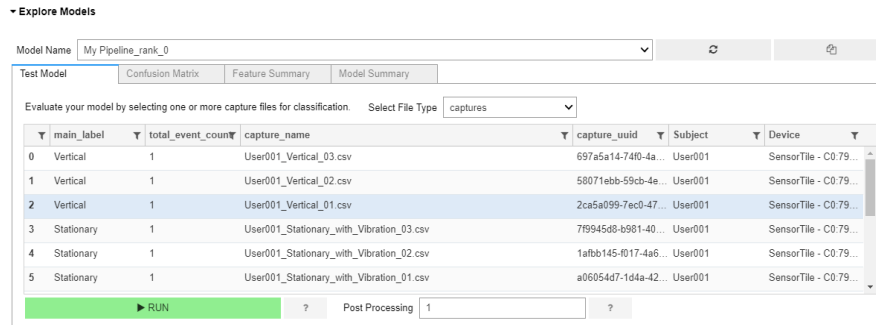 Explore Models
Model Name My Pipeline_rank_0
Test Model Confusion Matrix Feature Summary Model Summary
Evaluate your model by selecting one or more capture files for classification. Select File Type captures
main_label total_event_count capture_name capture_uuid Subject Device
0 Vertical 1 User001_Vertical_03.csv 697a5a14-74f0-4a... User001 SensorTile - C0:79...
1 Vertical 1 User001_Vertical_02.csv 58071ebb-59cb-4e... User001 SensorTile - C0:79...
2 Vertical 1 User001_Vertical_01.csv 2ca5a099-7ec0-47... User001 SensorTile - C0:79...
3 Stationary 1 User001_Stationary_with_Vibration_03.csv 7f9945d8-b981-40... User001 SensorTile - C0:79...
4 Stationary 1 User001_Stationary_with_Vibration_02.csv 1afbb145-f017-4a6... User001 SensorTile - C0:79...
5 Stationary 1 User001_Stationary_with_Vibration_01.csv a06054d7-1d4a-42... User001 SensorTile - C0:79...
RUN ? Post Processing 1 ?